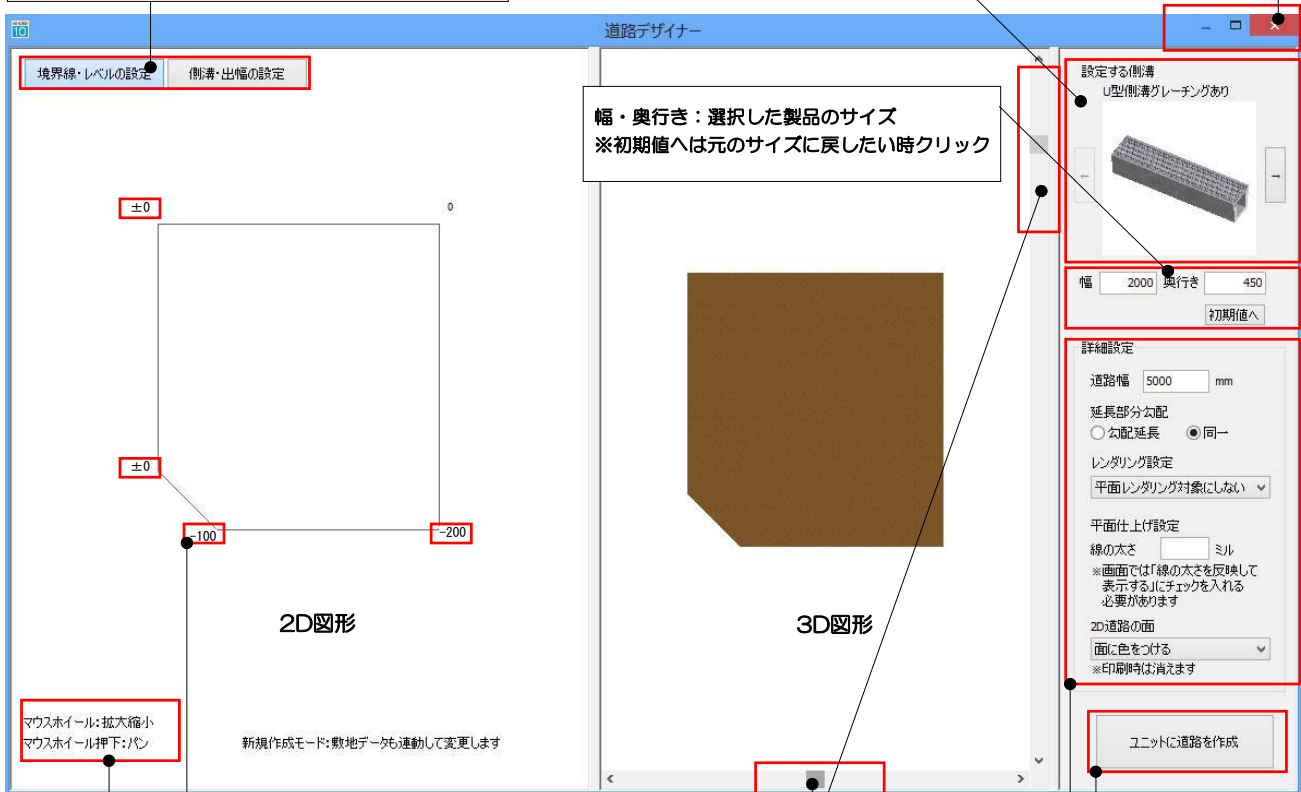 道路デザイナー
境界線・レベルの設定
側溝・出幅の設定
±0
0
±0
-100
-200
2D図形
マウスホイール:拡大縮小
マウスホイール押下:パン
新規作成モード:敷地データも連動して変更します
幅・奥行き：選択した製品のサイズ
※初期値へは元のサイズに戻したい時クリック
3D図形
設定する側溝
U型側溝グレーチングあり
←
→
幅 2000 奥行き 450
初期値へ
詳細設定
道路幅 5000 mm
延長部分勾配
勾配延長 同一
レンダリング設定
平面レンダリング対象にしない
平面仕上げ設定
線の太さ ミル
※画面では「線の太さを反映して
表示する」にチェックを入れる
必要があります
2D道路の面
面に色をつける
※印刷時は消えます
ユニットに道路を作成